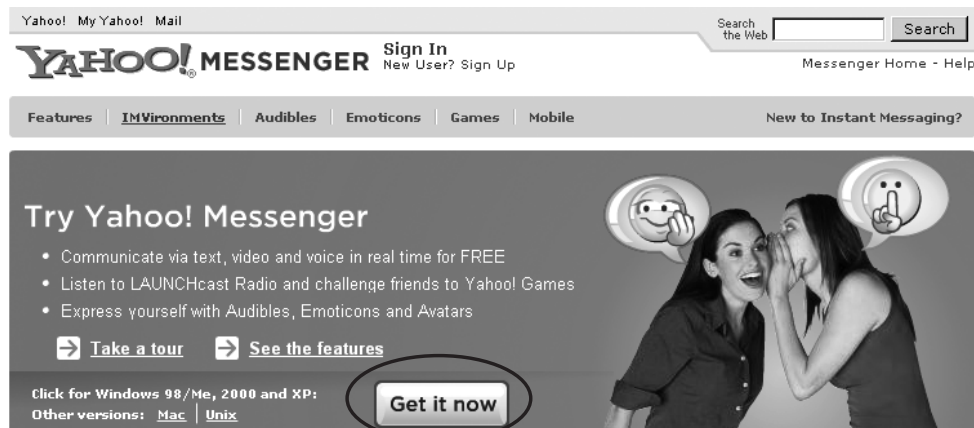 Yahoo! My Yahoo! Mail
Search the Web
Search
YAHOO! MESSENGER
Sign In
New User? Sign Up
Messenger Home - Help
Features IMVironments Audibles Emoticons Games Mobile New to Instant Messaging?
Try Yahoo! Messenger
• Communicate via text, video and voice in real time for FREE
• Listen to LAUNCHcast Radio and challenge friends to Yahoo! Games
• Express yourself with Audibles, Emoticons and Avatars
Take a tour See the features
Click for Windows 98/Me, 2000 and XP:
Other versions: Mac | Unix
Get it now